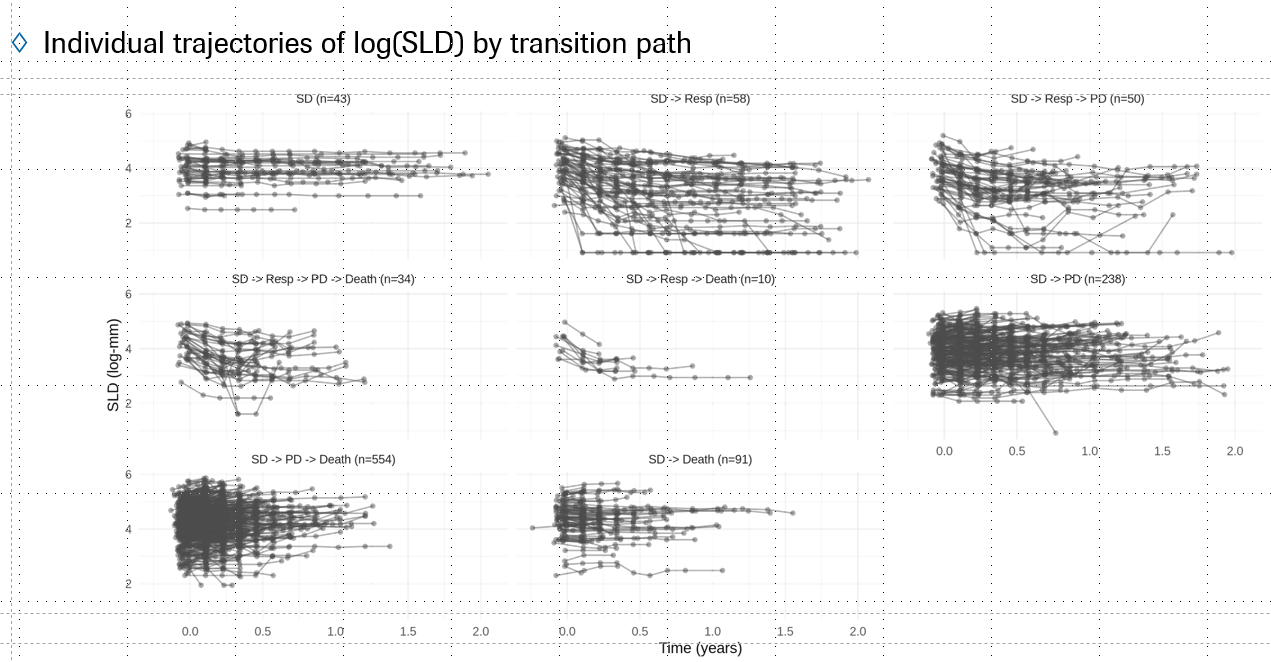 Individual trajectories of log(SLD) by transition path
SD (n=43)
SD -> Resp (n=58)
SD -> Resp -> PD (n=50)
6
4
2
SD -> Resp -> PD -> Death (n=34)
SD -> Resp -> Death (n=10)
SD -> PD (n=238)
6
4
2
SLD (log-mm)
0.0 0.5 1.0 1.5 2.0
SD -> PD -> Death (n=554)
SD -> Death (n=91)
6
4
2
0.0 0.5 1.0 1.5 2.0
0.0 0.5 1.0 1.5 2.0
Time (years)